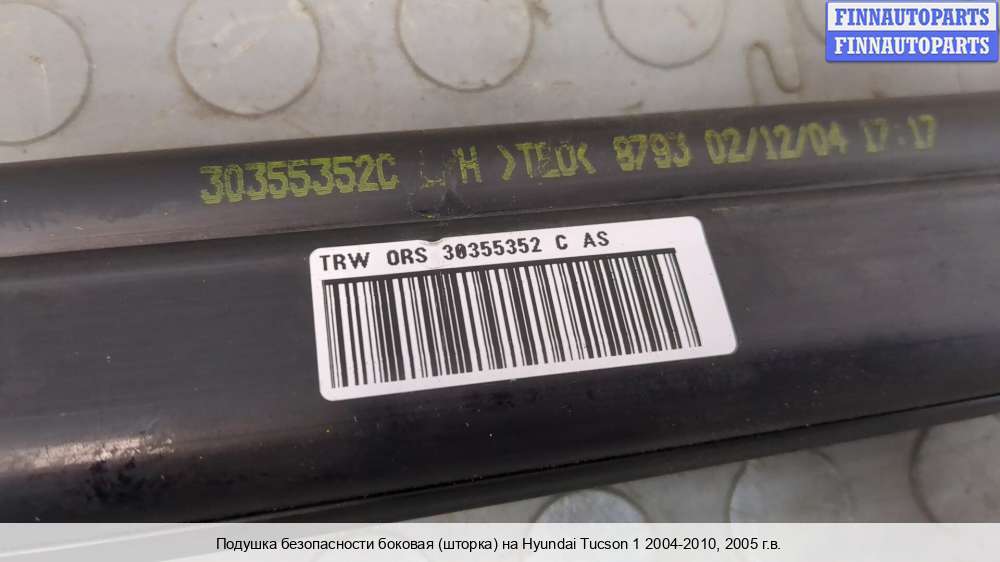 FINNAUTOPARTS
FINNAUTOPARTS
30355352C >TEO< 8793 02/12/04 17:17
TRW ORS 30355352 C AS
Подушка безопасности боковая (шторка) на Hyundai Tucson 1 2004-2010, 2005 г.в.